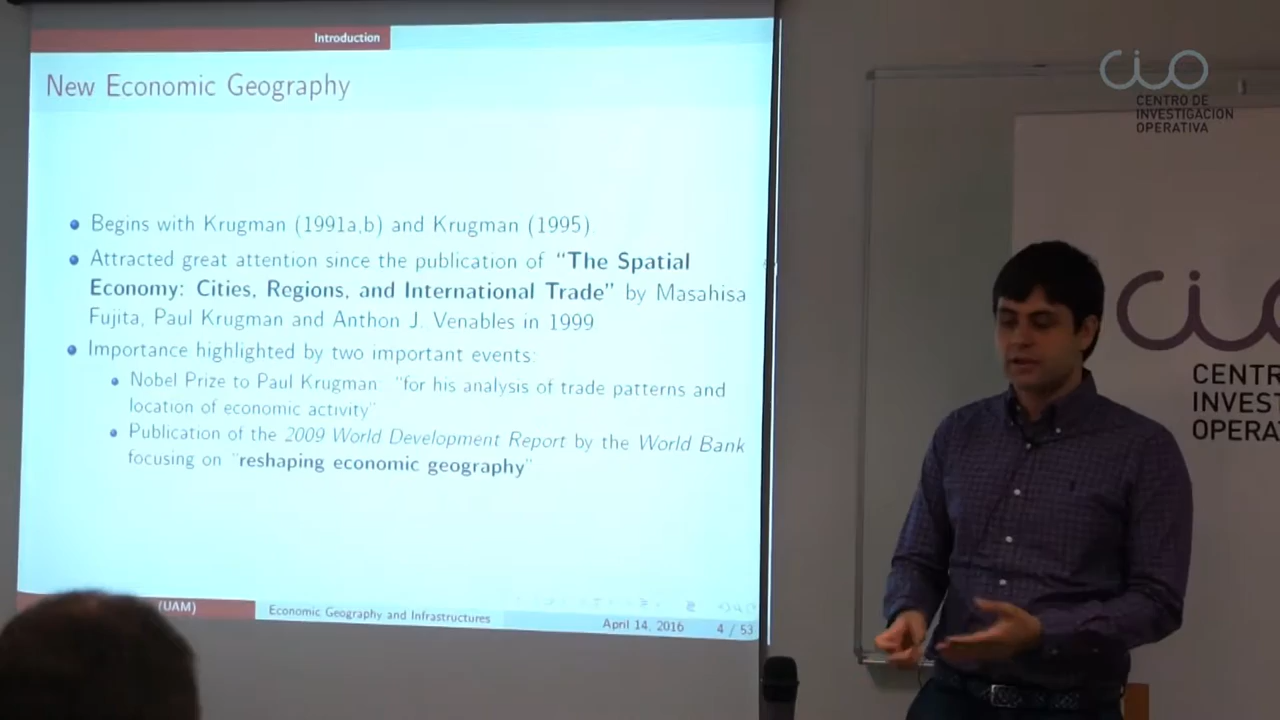 Introduction
New Economic Geography
Begins with Krugman (1991a,b) and Krugman (1995)
Attracted great attention since the publication of "The Spatial
Economy: Cities, Regions, and International Trade" by Masahisa
Fujita, Paul Krugman and Anthon J. Venables in 1999
Importance highlighted by two important events:
Nobel Prize to Paul Krugman: "for his analysis of trade patterns and
location of economic activity"
Publication of the 2009 World Development Report by the World Bank
focusing on "reshaping economic geography"
(UAM)
Economic Geography and Infrastructures
April 14, 2016
4 / 53
cio
CENTRO DE
INVESTIGACION
OPERATIVA
cio
CENTR
INVEST
OPERA